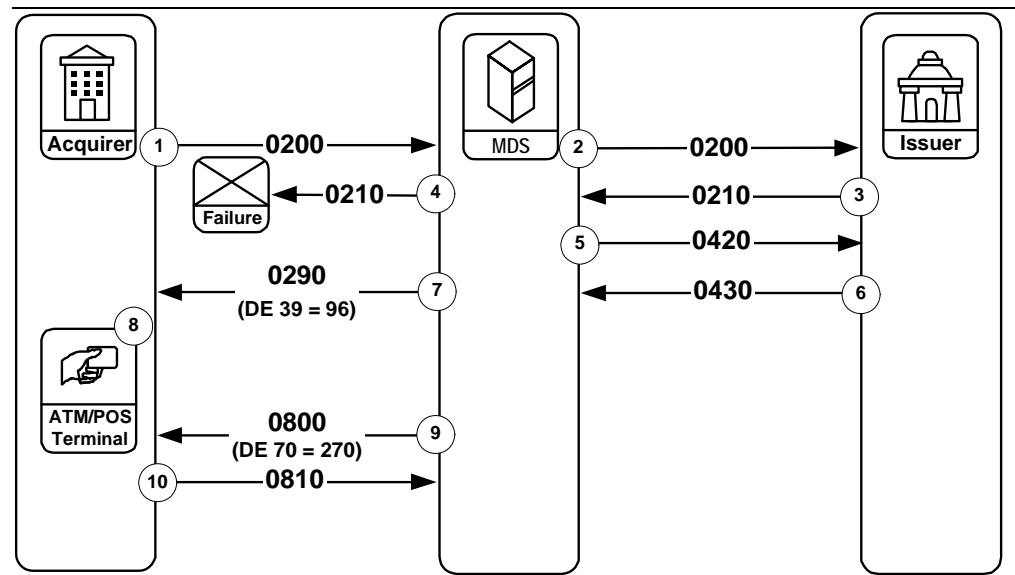 Acquirer
MDS
Issuer
1
0200
2
0200
4
0210
Failure
3
0210
5
0420
7
0290
(DE 39 = 96)
6
0430
8
ATM/POS
Terminal
9
0800
(DE 70 = 270)
10
0810